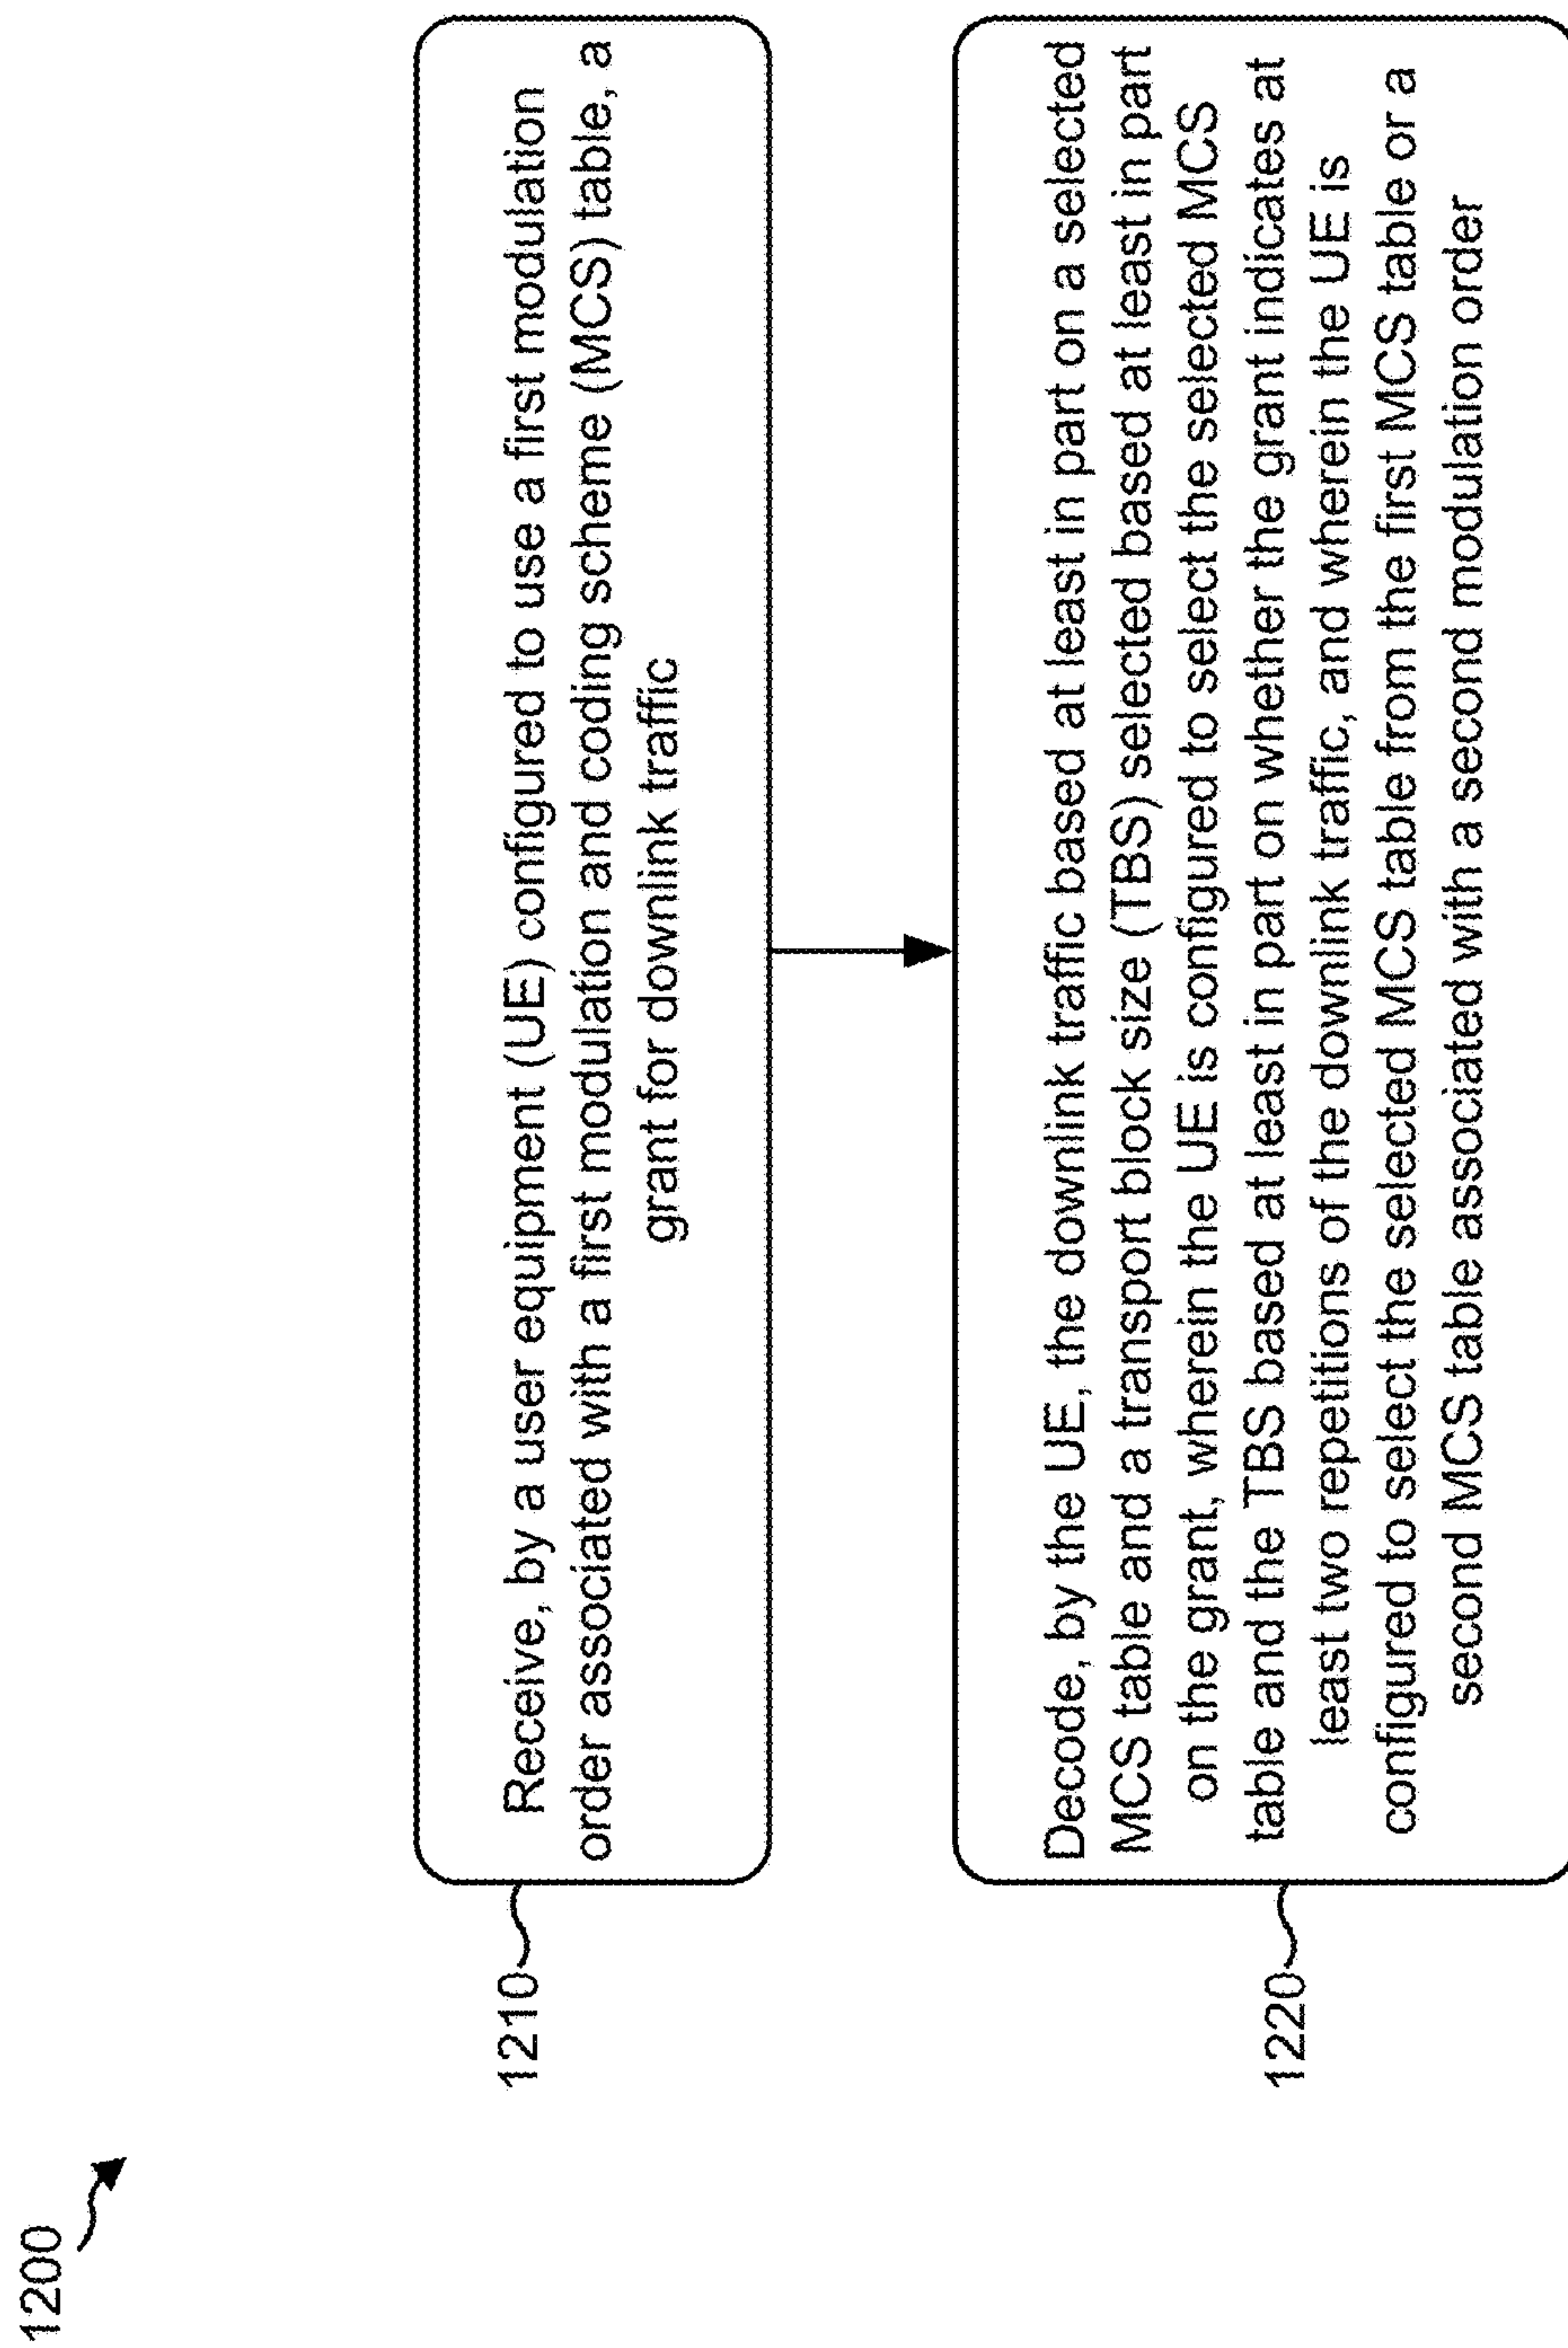 1200
1210
Receive, by a user equipment (UE) configured to use a first modulation
order associated with a first modulation and coding scheme (MCS) table, a
grant for downlink traffic
1220
Decode, by the UE, the downlink traffic based at least in part on a selected
MCS table and a transport block size (TBS) selected based at least in part
on the grant, wherein the UE is configured to select the selected MCS
table and the TBS based at least in part on whether the grant indicates at
least two repetitions of the downlink traffic, and wherein the UE is
configured to select the selected MCS table from the first MCS table or a
second MCS table associated with a second modulation order